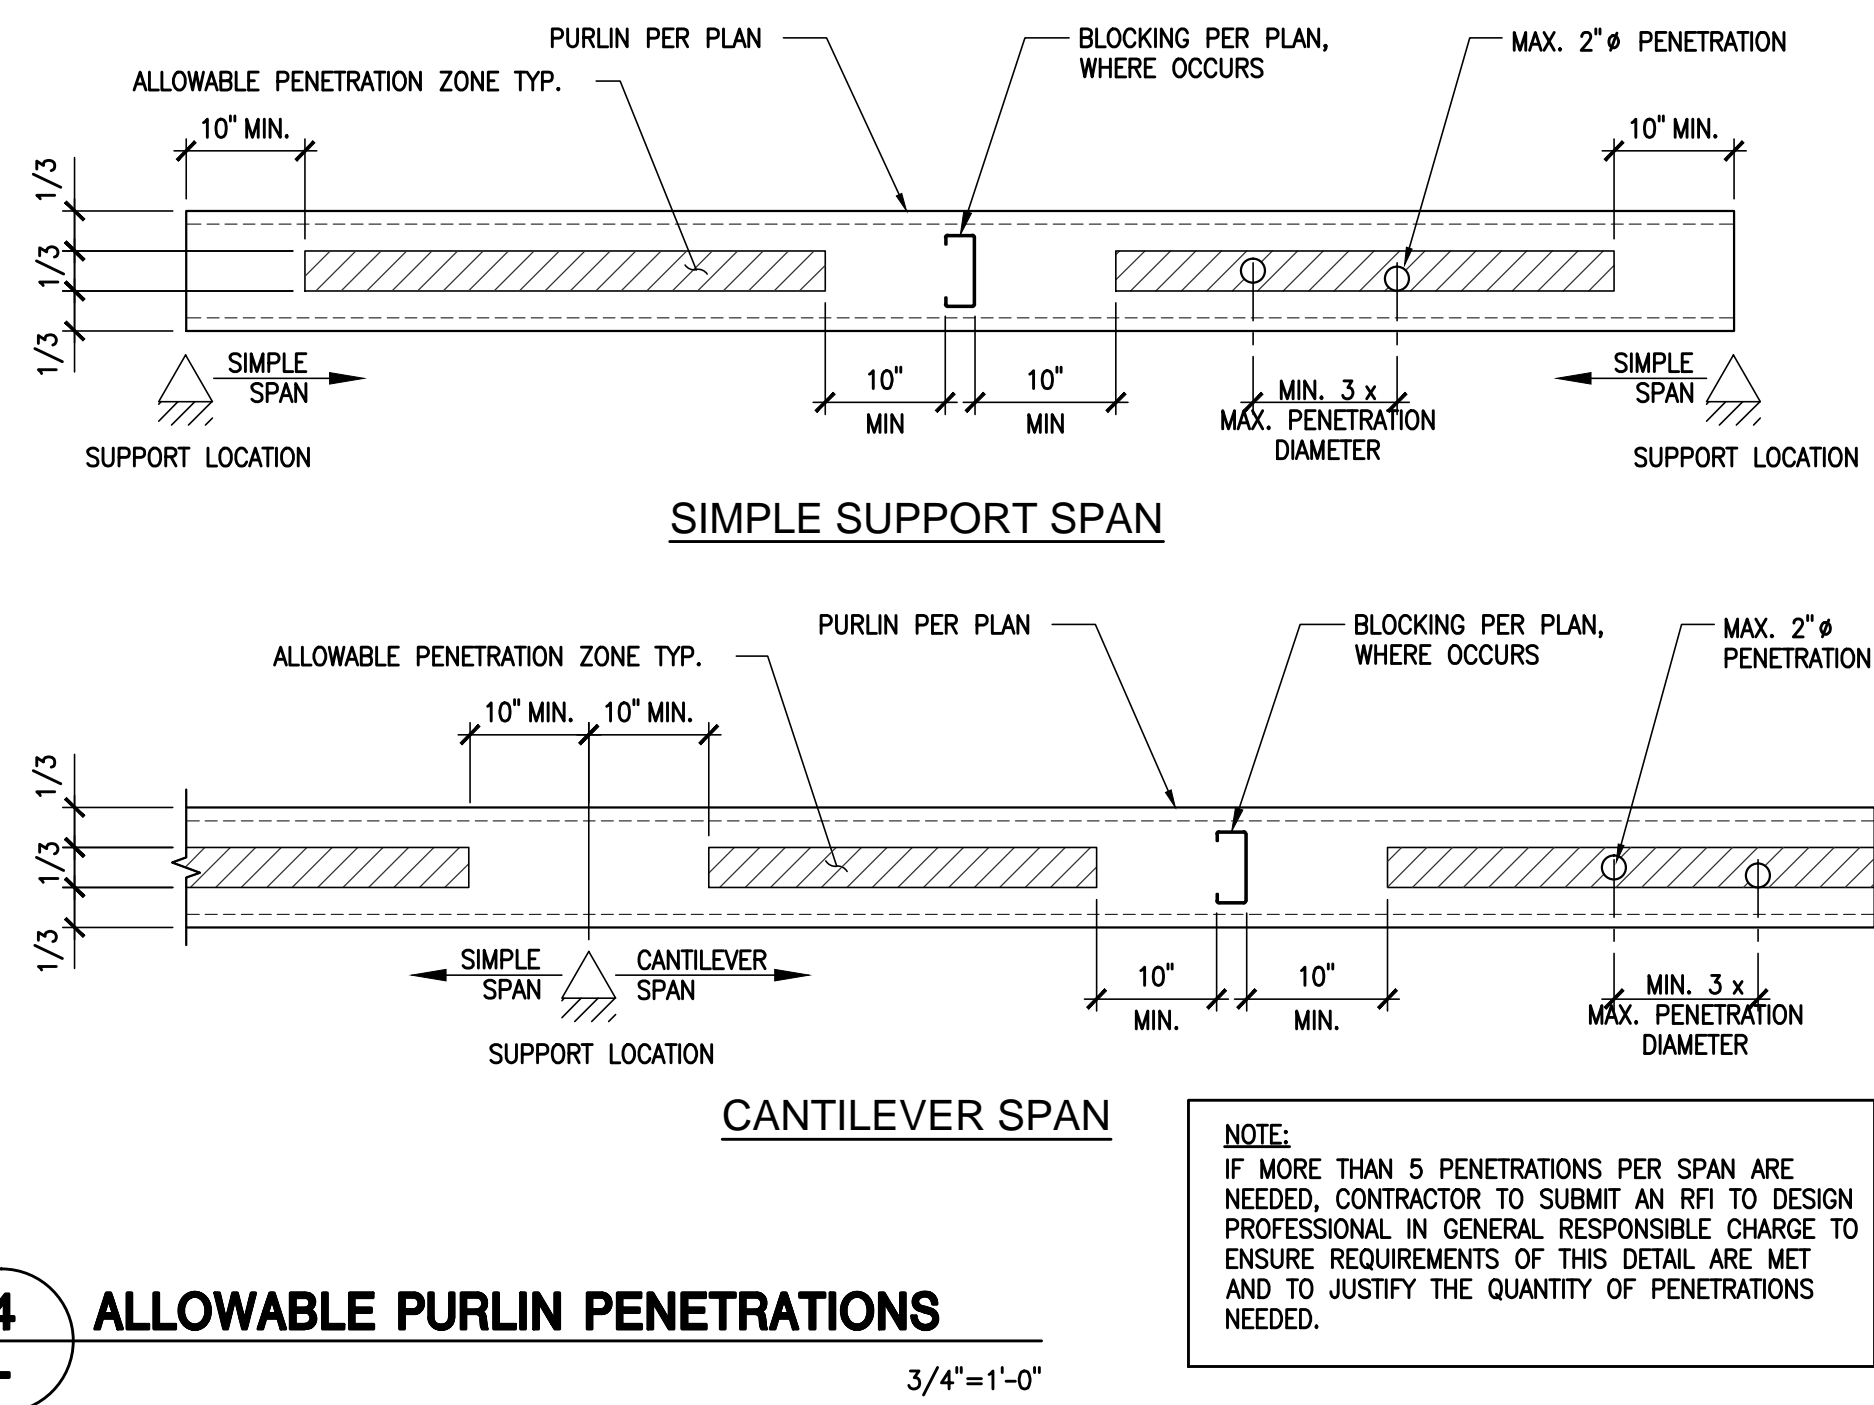 PURLIN PER PLAN
BLOCKING PER PLAN,
WHERE OCCURS
MAX. 2"ø PENETRATION
ALLOWABLE PENETRATION ZONE TYP.
10" MIN.
10" MIN.
1/3
1/3
1/3
SIMPLE
SPAN
SUPPORT LOCATION
10"
MIN
10"
MIN
MIN. 3 x
MAX. PENETRATION
DIAMETER
SIMPLE
SPAN
SUPPORT LOCATION
SIMPLE SUPPORT SPAN
PURLIN PER PLAN
BLOCKING PER PLAN,
WHERE OCCURS
MAX. 2"ø
PENETRATION
ALLOWABLE PENETRATION ZONE TYP.
10" MIN.
10" MIN.
1/3
1/3
1/3
SIMPLE
SPAN
CANTILEVER
SPAN
SUPPORT LOCATION
10"
MIN.
10"
MIN.
MIN. 3 x
MAX. PENETRATION
DIAMETER
CANTILEVER SPAN
NOTE:
IF MORE THAN 5 PENETRATIONS PER SPAN ARE
NEEDED, CONTRACTOR TO SUBMIT AN RFI TO DESIGN
PROFESSIONAL IN GENERAL RESPONSIBLE CHARGE TO
ENSURE REQUIREMENTS OF THIS DETAIL ARE MET
AND TO JUSTIFY THE QUANTITY OF PENETRATIONS
NEEDED.
4
-
ALLOWABLE PURLIN PENETRATIONS
3/4"=1'-0"